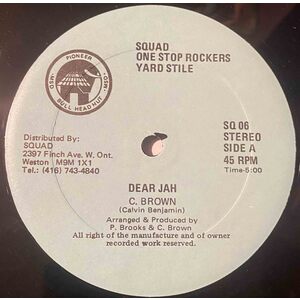 SQUAD
ONE STOP ROCKERS
YARD STILE
PIONEER
MSD
MSD
BULL HEAD HUT
Distributed By:
SQUAD
2397 Finch Ave W. Ont.
Weston M9M 1X1
Tel.: (416) 743-4840
SQ 06
STEREO
SIDE A
45 RPM
Time-5:00
DEAR JAH
C. BROWN
(Calvin Benjamin)
Arranged & Produced by
P. Brooks & C. Brown
All right of the manufacture and of owner
recorded work reserved.